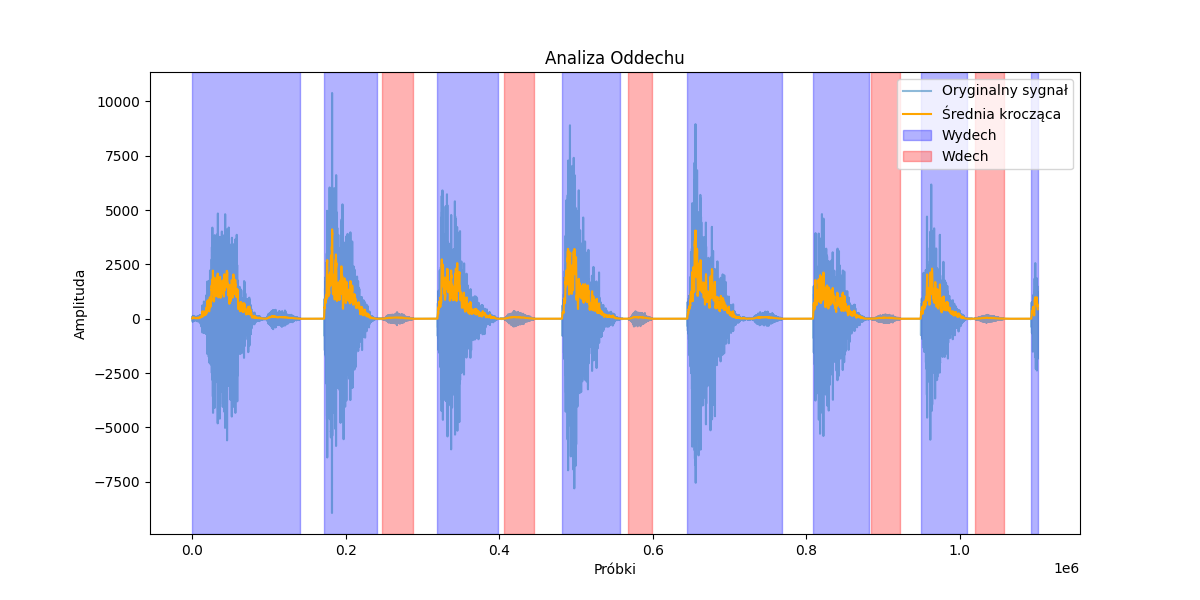 Analiza Oddechu
Oryginalny sygnał
Średnia krocząca
Wydech
Wdech
Amplituda
10000
7500
5000
2500
0
−2500
−5000
−7500
0.0 0.2 0.4 0.6 0.8 1.0
1e6
Próbki